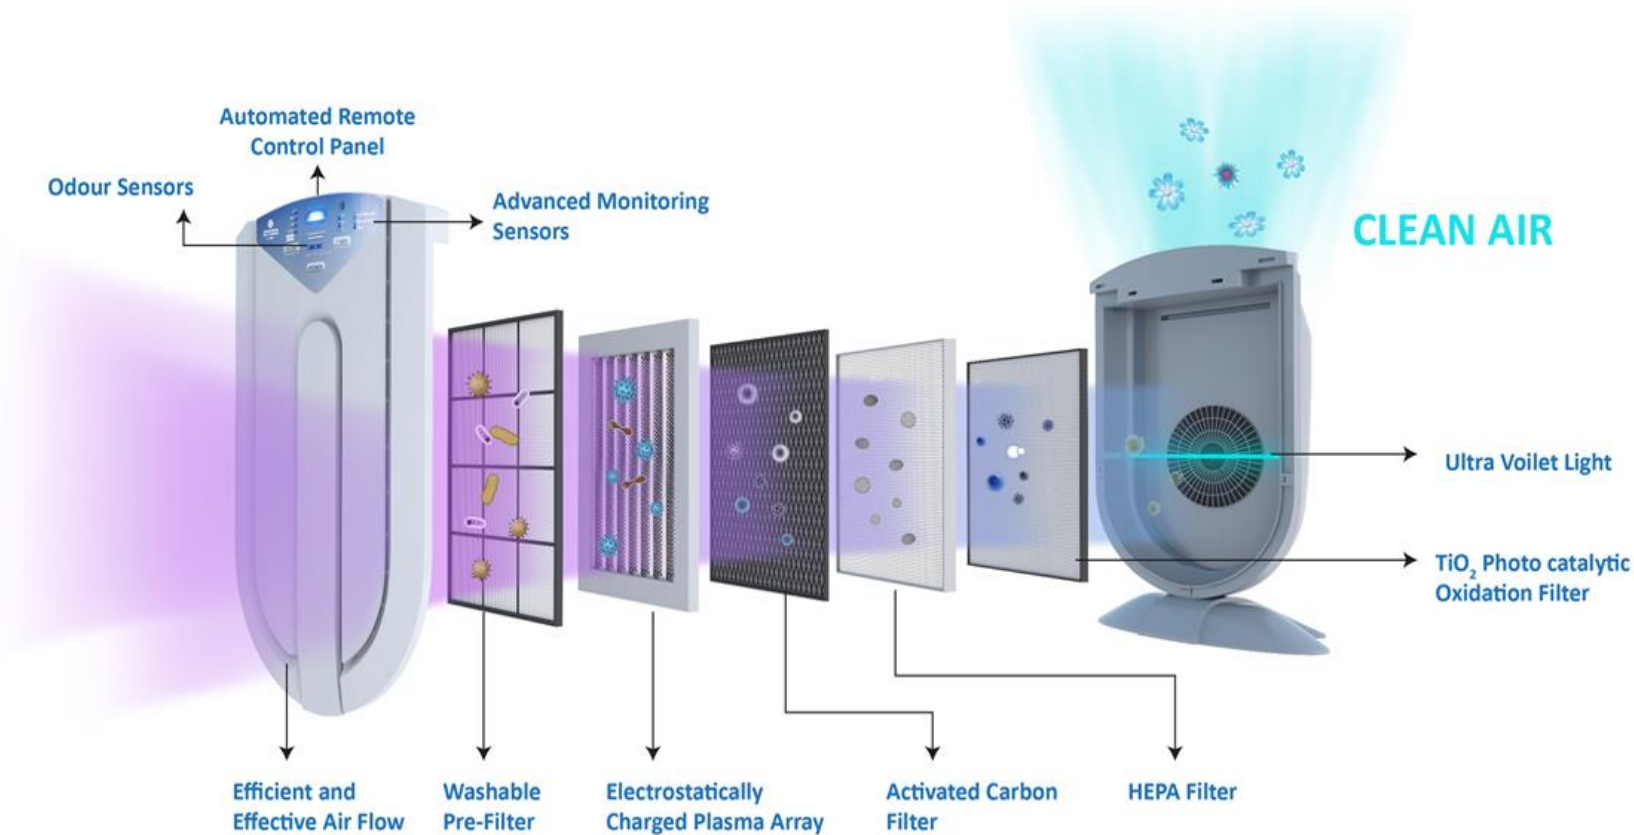 Automated Remote
Control Panel
Odour Sensors
Advanced Monitoring
Sensors
CLEAN AIR
Ultra Voilet Light
TiO₂ Photo catalytic
Oxidation Filter
Efficient and
Effective Air Flow
Washable
Pre-Filter
Electrostatically
Charged Plasma Array
Activated Carbon
Filter
HEPA Filter